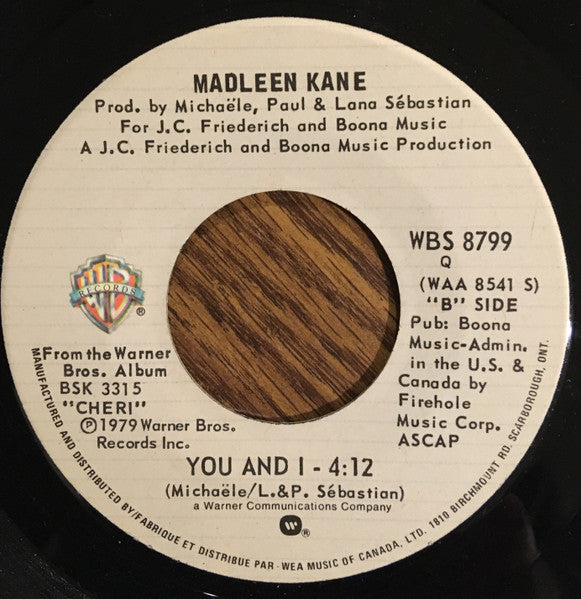 MADLEEN KANE
Prod. by Michaële, Paul & Lana Sébastian
For J.C. Friederich and Boona Music
A J.C. Friederich and Boona Music Production
WB
RECORDS
®
From the Warner
Bros. Album
BSK 3315
"CHERI"
Ⓟ1979 Warner Bros.
Records Inc.
WBS 8799
Q
(WAA 8541 S)
"B" SIDE
Pub: Boona
Music-Admin.
in the U.S. &
Canada by
Firehole
Music Corp.
ASCAP
YOU AND I - 4:12
(Michaële/L.&P. Sébastian)
a Warner Communications Company
®
MANUFACTURED AND DISTRIBUTED BY/FABRIQUE ET DISTRIBUE PAR - WEA MUSIC OF CANADA, LTD. 1810 BIRCHMOUNT RD. SCARBOROUGH, ONT.